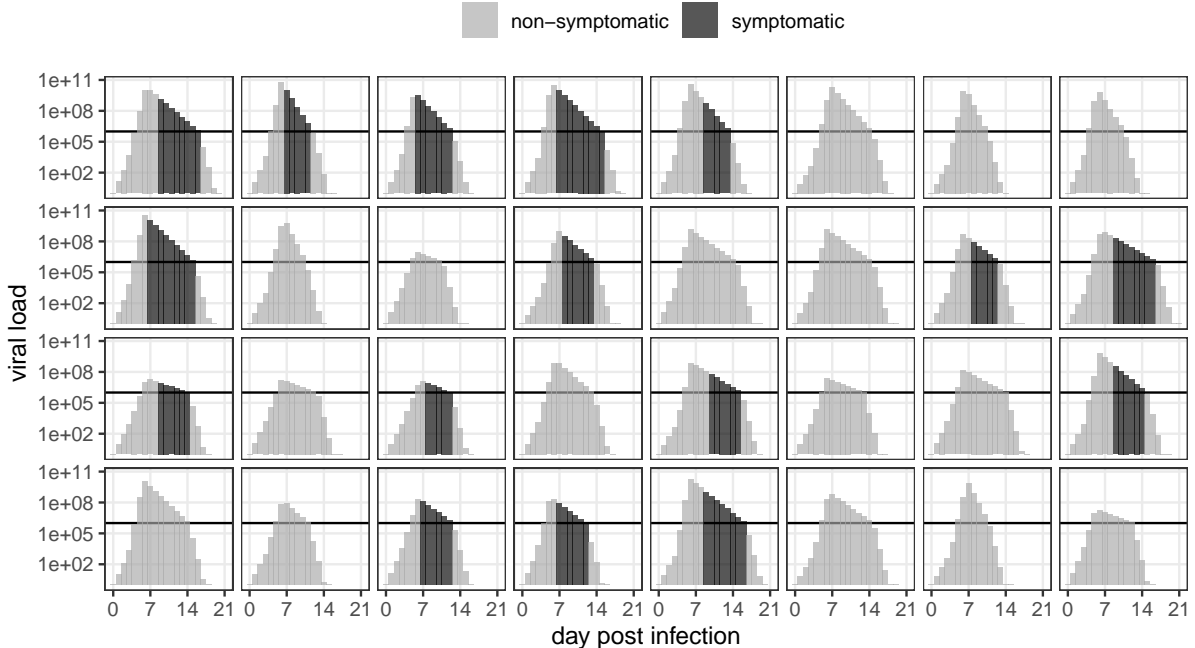 non−symptomatic symptomatic
1e+11
1e+08
1e+05
1e+02
1e+11
1e+08
1e+05
1e+02
1e+11
1e+08
1e+05
1e+02
1e+11
1e+08
1e+05
1e+02
viral load
0 7 14 21 0 7 14 21 0 7 14 21 0 7 14 21 0 7 14 21 0 7 14 21 0 7 14 21 0 7 14 21
day post infection